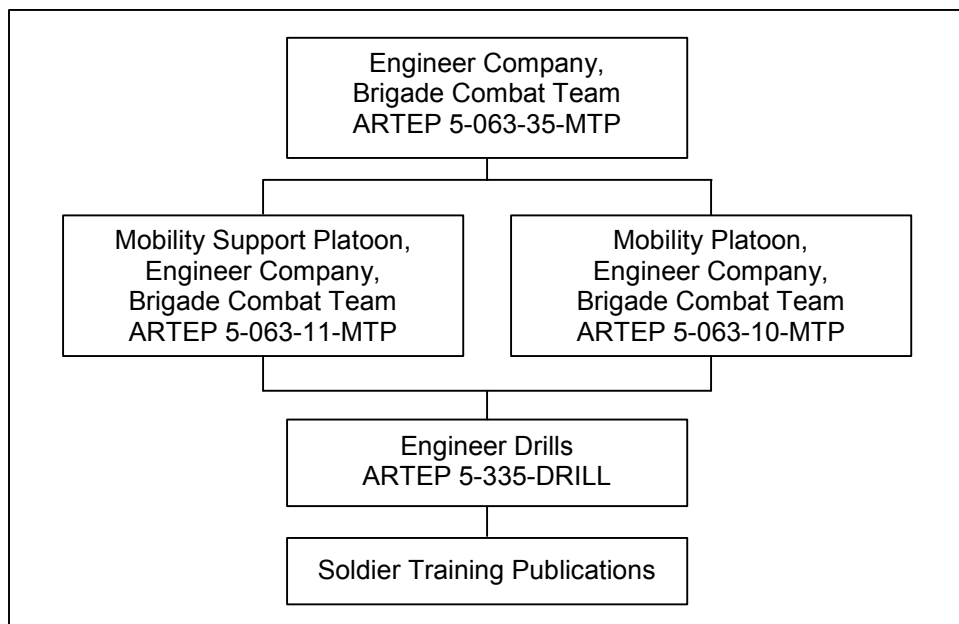 Engineer Company,
Brigade Combat Team
ARTEP 5-063-35-MTP
Mobility Support Platoon,
Engineer Company,
Brigade Combat Team
ARTEP 5-063-11-MTP
Mobility Platoon,
Engineer Company,
Brigade Combat Team
ARTEP 5-063-10-MTP
Engineer Drills
ARTEP 5-335-DRILL
Soldier Training Publications